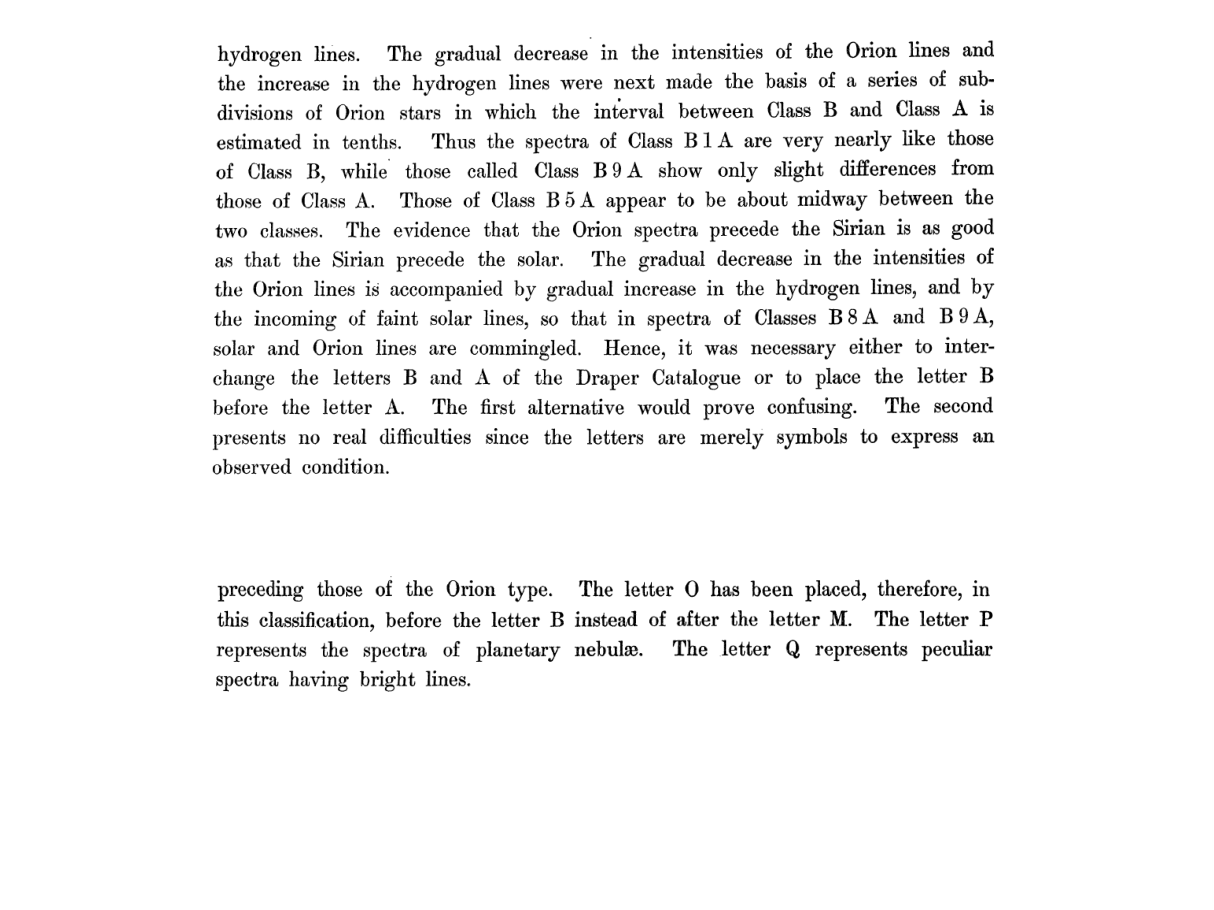 hydrogen lines. The gradual decrease in the intensities of the Orion lines and
the increase in the hydrogen lines were next made the basis of a series of sub-
divisions of Orion stars in which the interval between Class B and Class A is
estimated in tenths. Thus the spectra of Class B 1 A are very nearly like those
of Class B, while those called Class B 9 A show only slight differences from
those of Class A. Those of Class B 5 A appear to be about midway between the
two classes. The evidence that the Orion spectra precede the Sirian is as good
as that the Sirian precede the solar. The gradual decrease in the intensities of
the Orion lines is accompanied by gradual increase in the hydrogen lines, and by
the incoming of faint solar lines, so that in spectra of Classes B 8 A and B 9 A,
solar and Orion lines are commingled. Hence, it was necessary either to inter-
change the letters B and A of the Draper Catalogue or to place the letter B
before the letter A. The first alternative would prove confusing. The second
presents no real difficulties since the letters are merely symbols to express an
observed condition.
preceding those of the Orion type. The letter O has been placed, therefore, in
this classification, before the letter B instead of after the letter M. The letter P
represents the spectra of planetary nebulæ. The letter Q represents peculiar
spectra having bright lines.